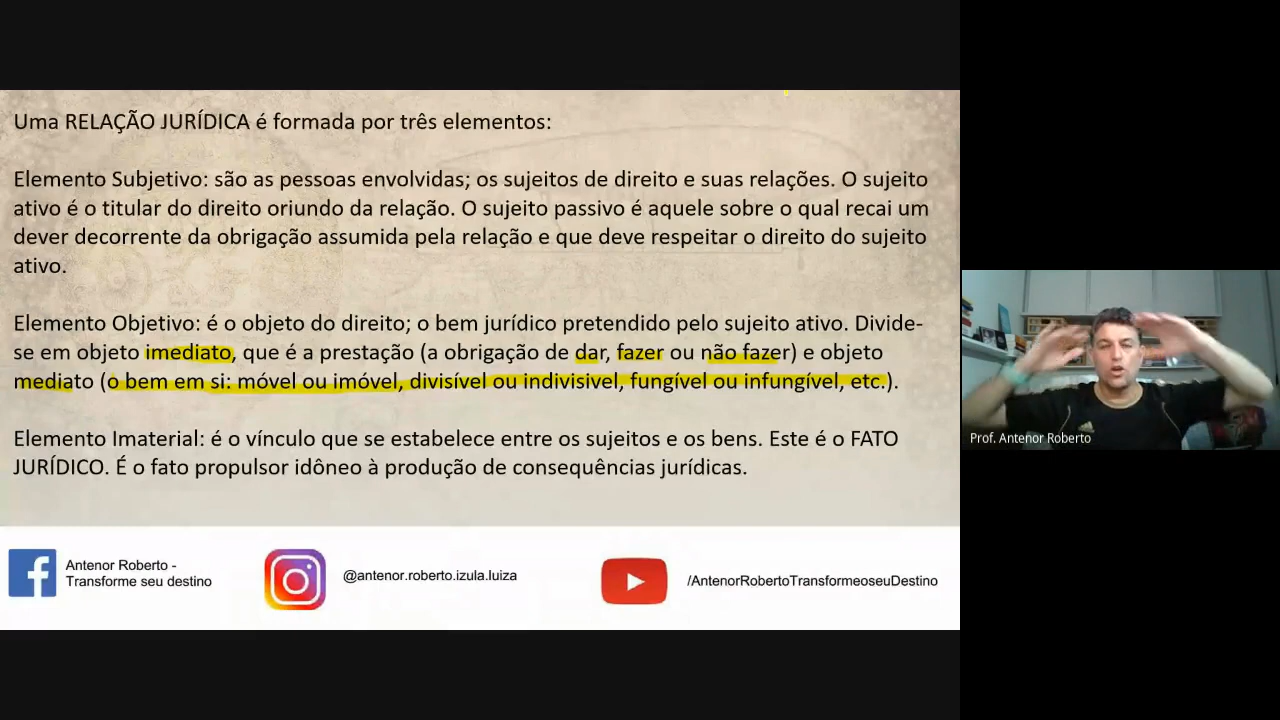 Uma RELAÇÃO JURÍDICA é formada por três elementos:
Elemento Subjetivo: são as pessoas envolvidas; os sujeitos de direito e suas relações. O sujeito
ativo é o titular do direito oriundo da relação. O sujeito passivo é aquele sobre o qual recai um
dever decorrente da obrigação assumida pela relação e que deve respeitar o direito do sujeito
ativo.
Elemento Objetivo: é o objeto do direito; o bem jurídico pretendido pelo sujeito ativo. Divide-
se em objeto imediato, que é a prestação (a obrigação de dar, fazer ou não fazer) e objeto
mediato (o bem em si: móvel ou imóvel, divisível ou indivisivel, fungível ou infungível, etc.).
Elemento Imaterial: é o vínculo que se estabelece entre os sujeitos e os bens. Este é o FATO
JURÍDICO. É o fato propulsor idôneo à produção de consequências jurídicas.
Antenor Roberto -
Transforme seu destino
@antenor.roberto.izula.luiza
/AntenorRobertoTransformeoseuDestino
Prof. Antenor Roberto